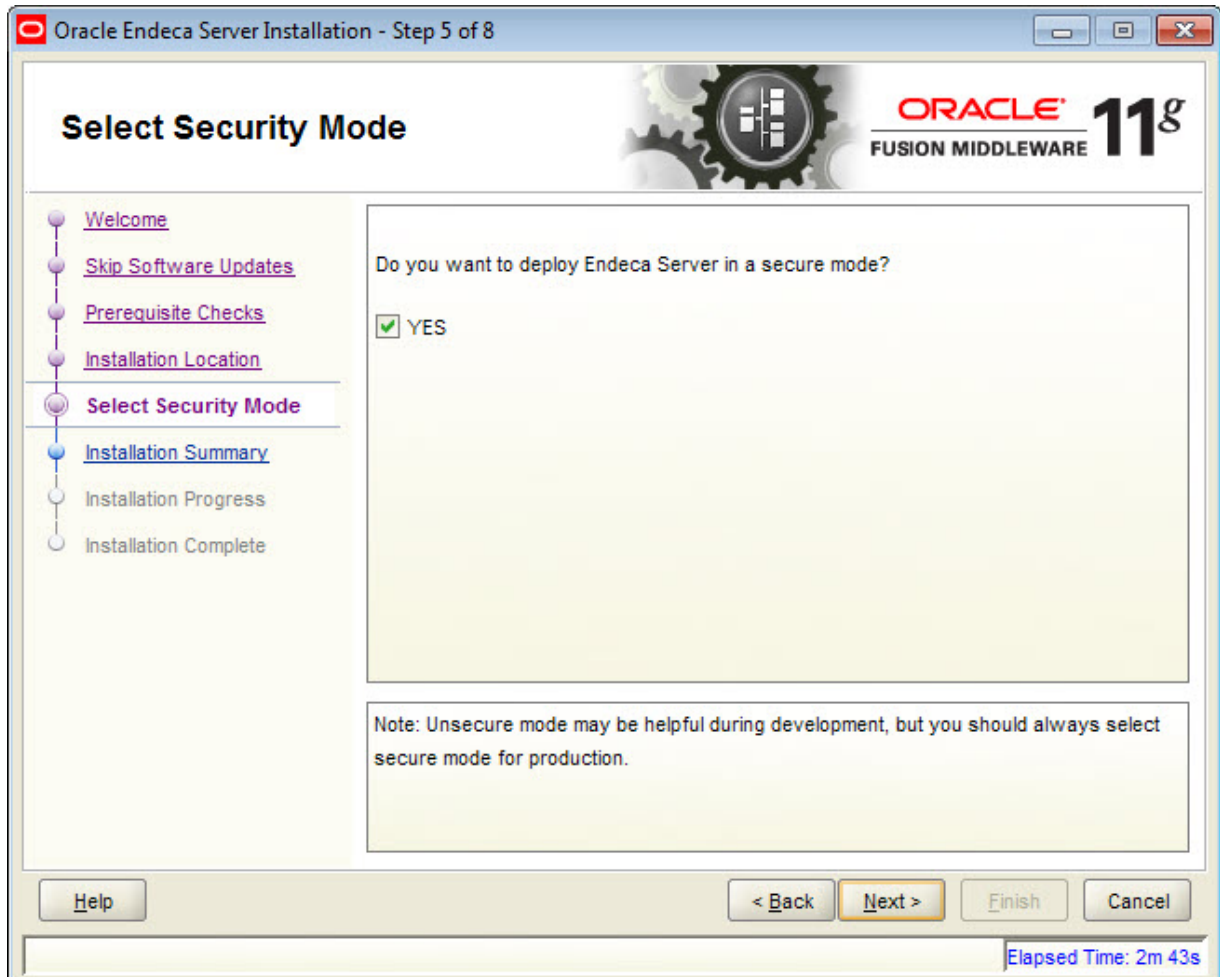 Oracle Endeca Server Installation - Step 5 of 8
Select Security Mode
ORACLE
FUSION MIDDLEWARE
11g
Welcome
Skip Software Updates
Prerequisite Checks
Installation Location
Select Security Mode
Installation Summary
Installation Progress
Installation Complete
Do you want to deploy Endeca Server in a secure mode?
YES
Note: Unsecure mode may be helpful during development, but you should always select
secure mode for production.
Help
< Back
Next >
Finish
Cancel
Elapsed Time: 2m 43s